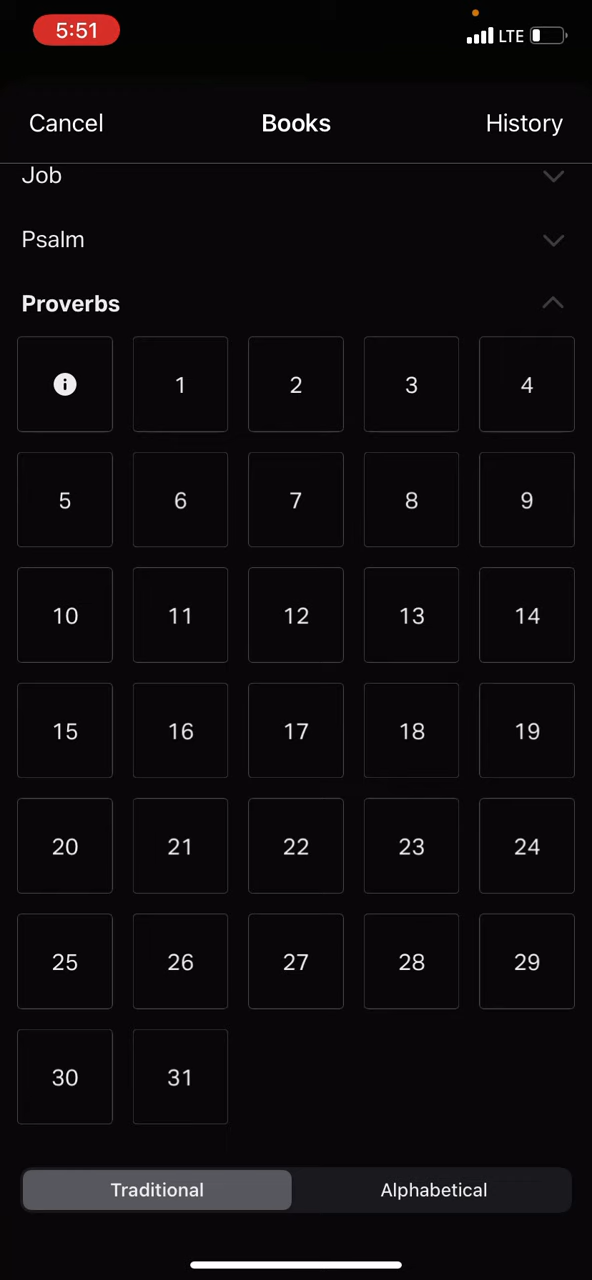 5:51 LTE
Cancel Books History
Job
Psalm
Proverbs
i 1 2 3 4
5 6 7 8 9
10 11 12 13 14
15 16 17 18 19
20 21 22 23 24
25 26 27 28 29
30 31
Traditional Alphabetical